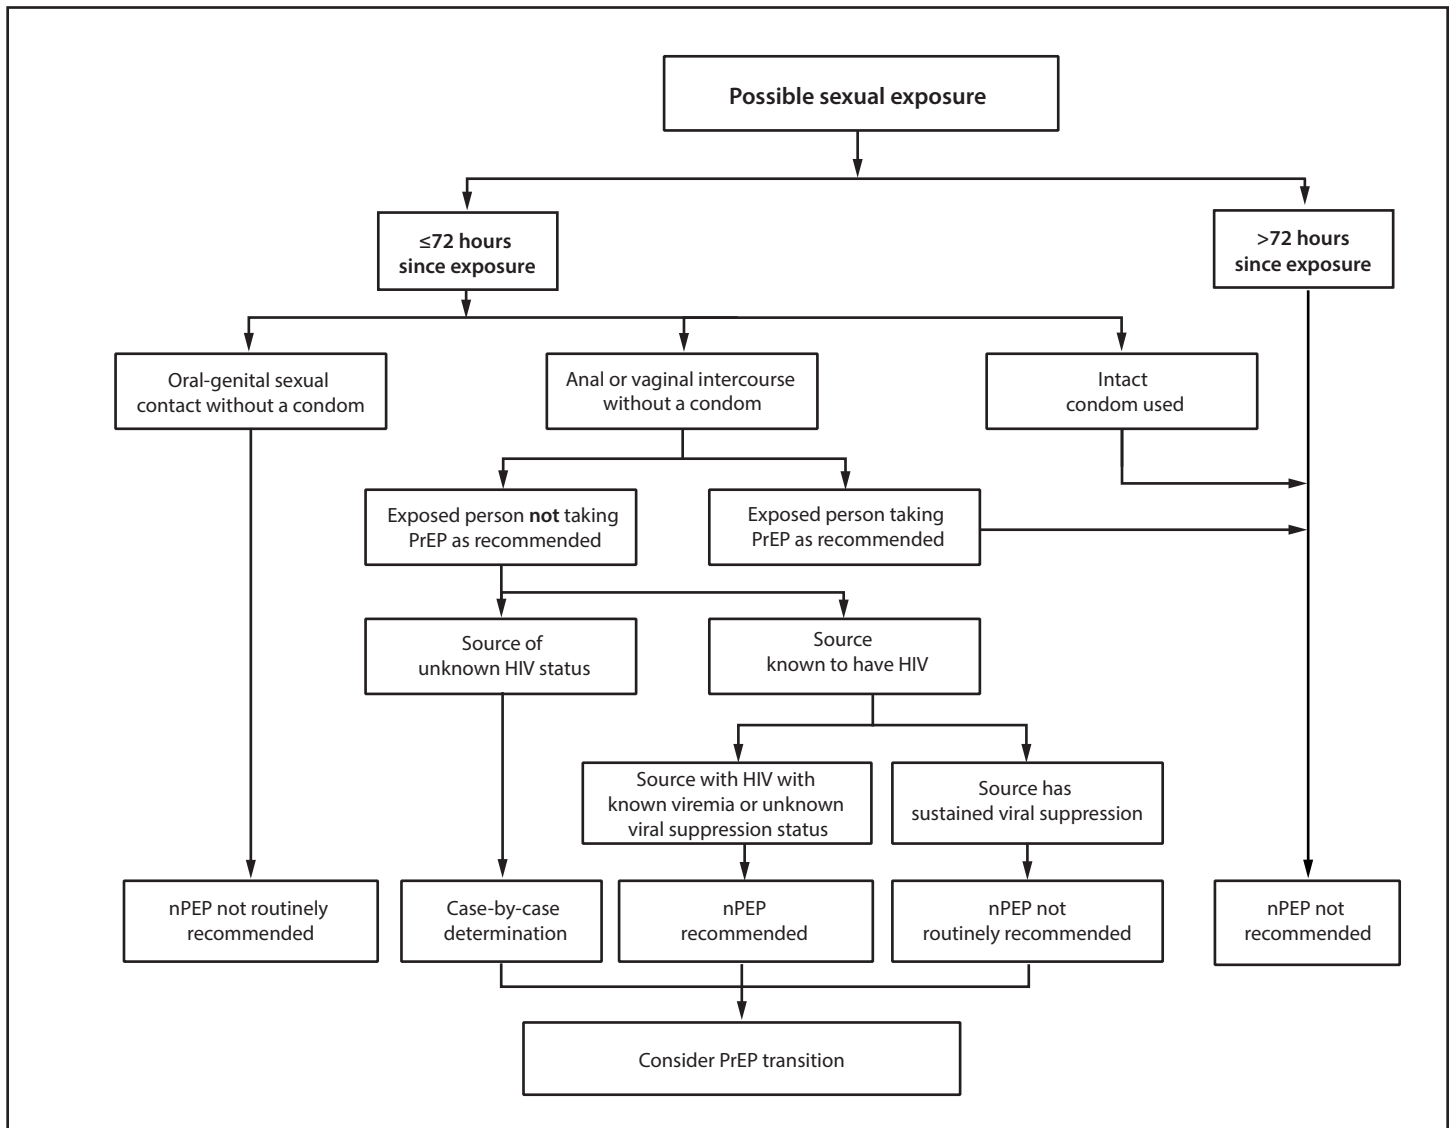 Possible sexual exposure
≤72 hours
since exposure
>72 hours
since exposure
Oral-genital sexual
contact without a condom
Anal or vaginal intercourse
without a condom
Intact
condom used
Exposed person not taking
PrEP as recommended
Exposed person taking
PrEP as recommended
Source of
unknown HIV status
Source
known to have HIV
Source with HIV with
known viremia or unknown
viral suppression status
Source has
sustained viral suppression
nPEP not routinely
recommended
Case-by-case
determination
nPEP
recommended
nPEP not
routinely recommended
nPEP not
recommended
Consider PrEP transition